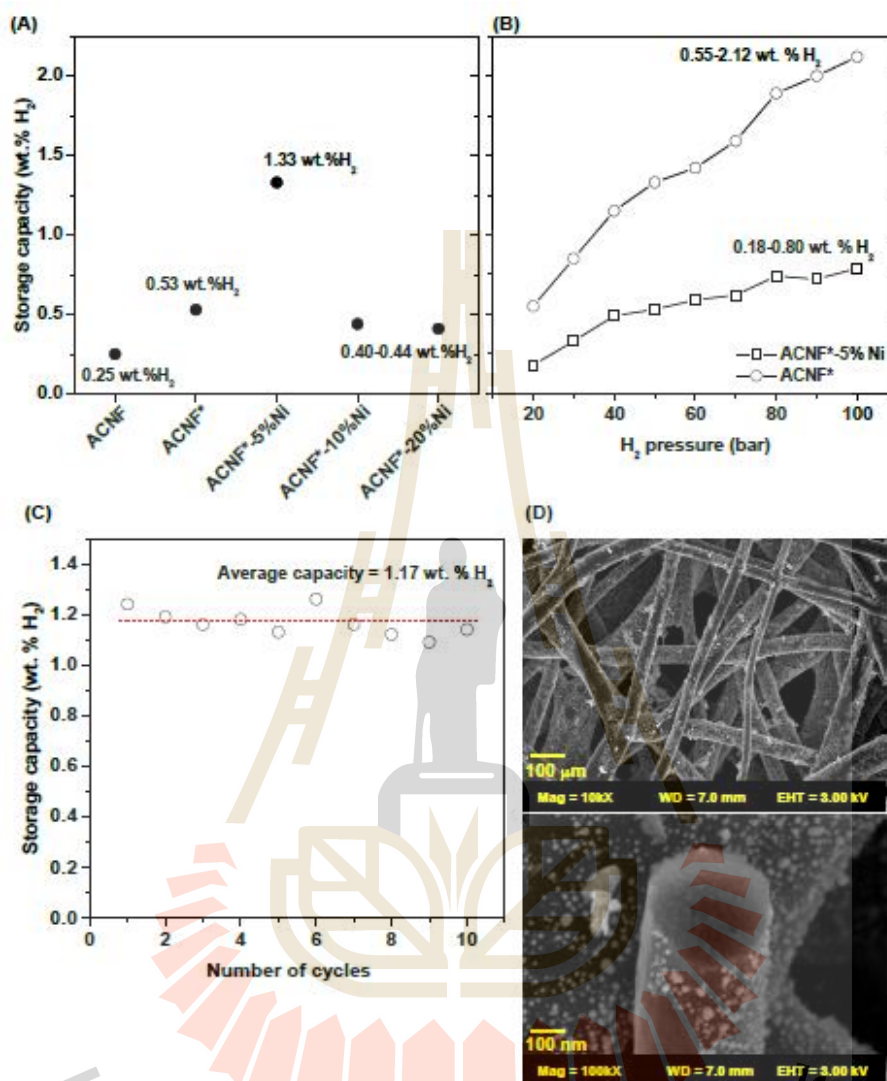 (A)
Storage capacity (wt.% H₂)
2.0
1.5
1.0
0.5
0.0
1.33 wt.%H₂
0.53 wt.%H₂
0.25 wt.%H₂
0.40-0.44 wt.%H₂
ACNF
ACNF*
ACNF*-5%Ni
ACNF*-10%Ni
ACNF*-20%Ni
(B)
0.55-2.12 wt. % H₂
0.18-0.80 wt. % H₂
ACNF*-5% Ni
ACNF*
20 40 60 80 100
H₂ pressure (bar)
(C)
Storage capacity (wt. % H₂)
1.4
1.2
1.0
0.8
0.6
0.4
0.2
0.0
Average capacity = 1.17 wt. % H₂
0 2 4 6 8 10
Number of cycles
(D)
100 μm
Mag = 10kX WD = 7.0 mm EHT = 3.00 kV
100 nm
Mag = 100kX WD = 7.0 mm EHT = 3.00 kV